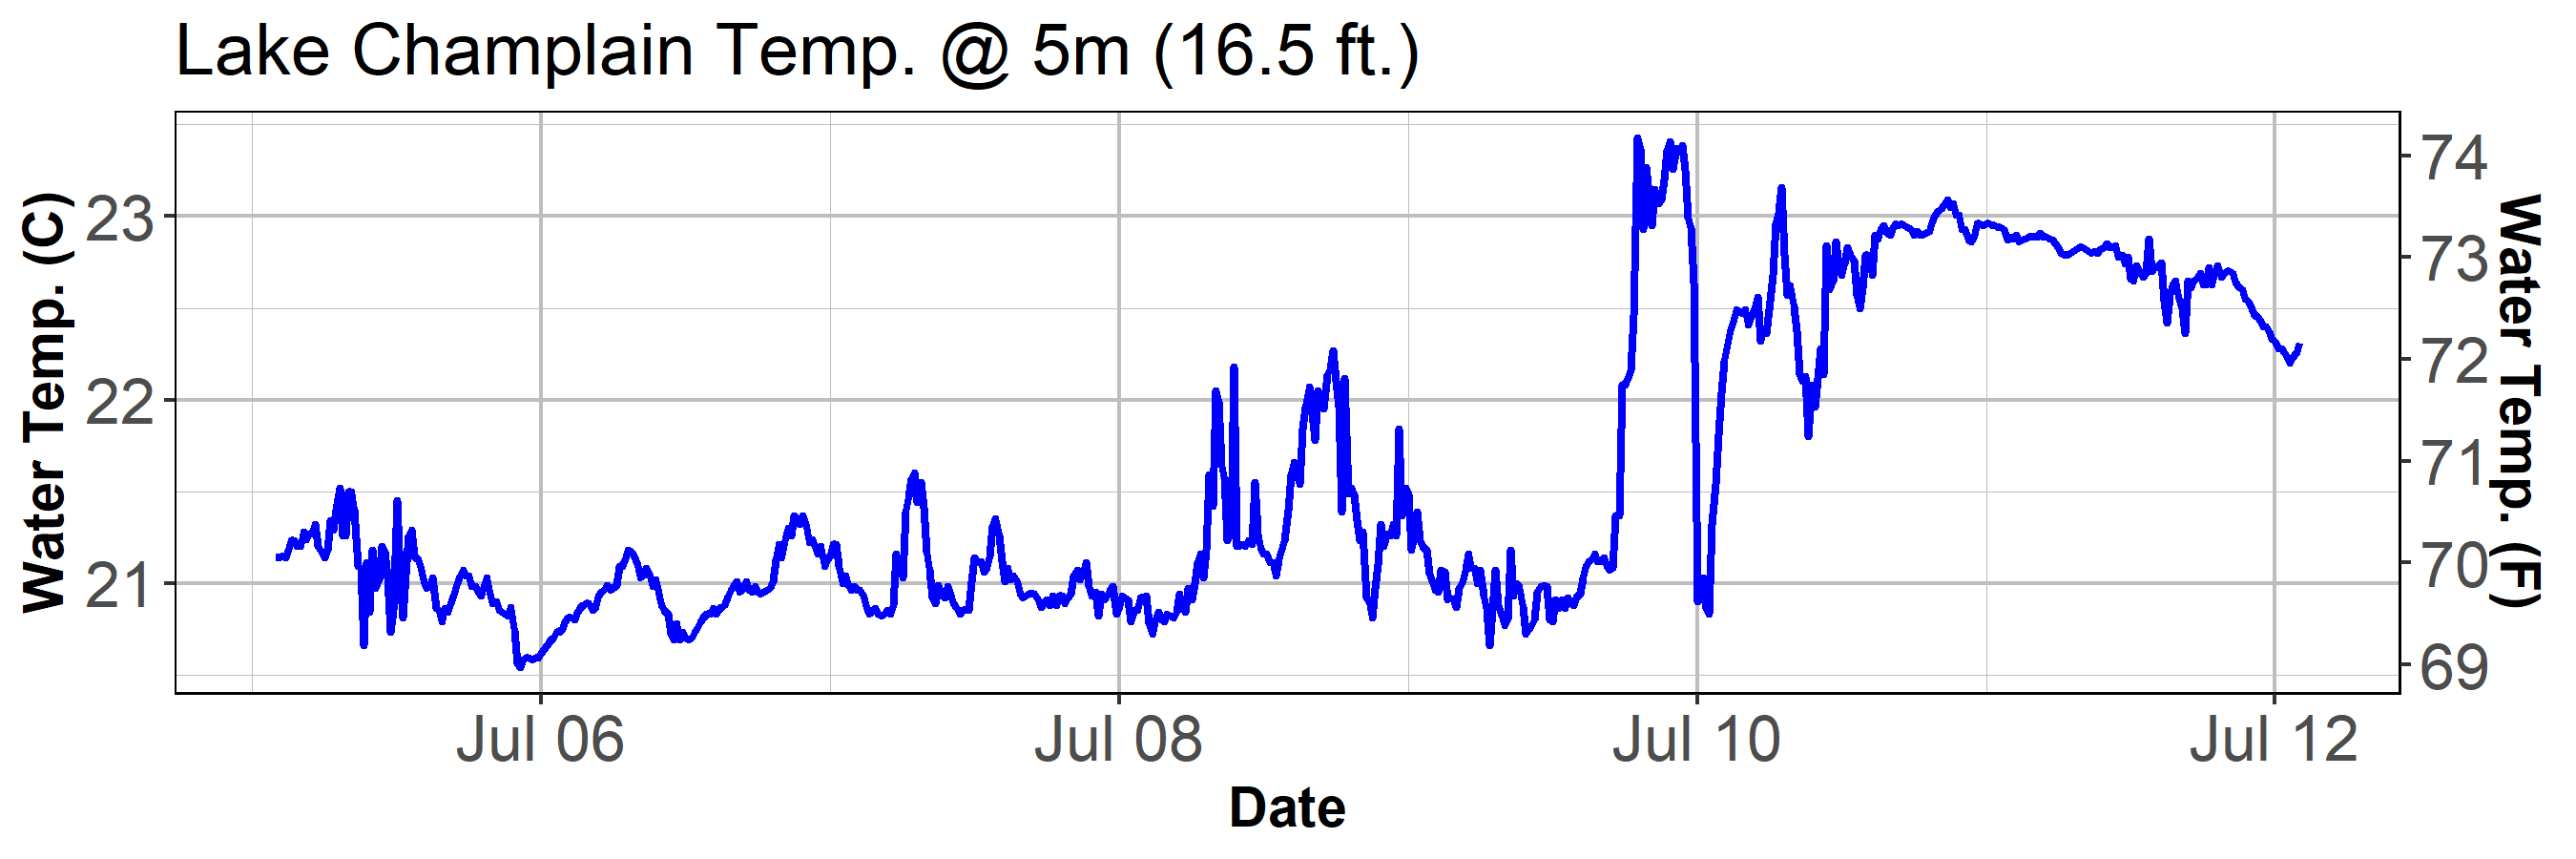 Lake Champlain Temp. @ 5m (16.5 ft.)
Water Temp. (C)
23
22
21
74
73
72
71
70
69
Water Temp. (F)
Jul 06 Jul 08 Jul 10 Jul 12
Date